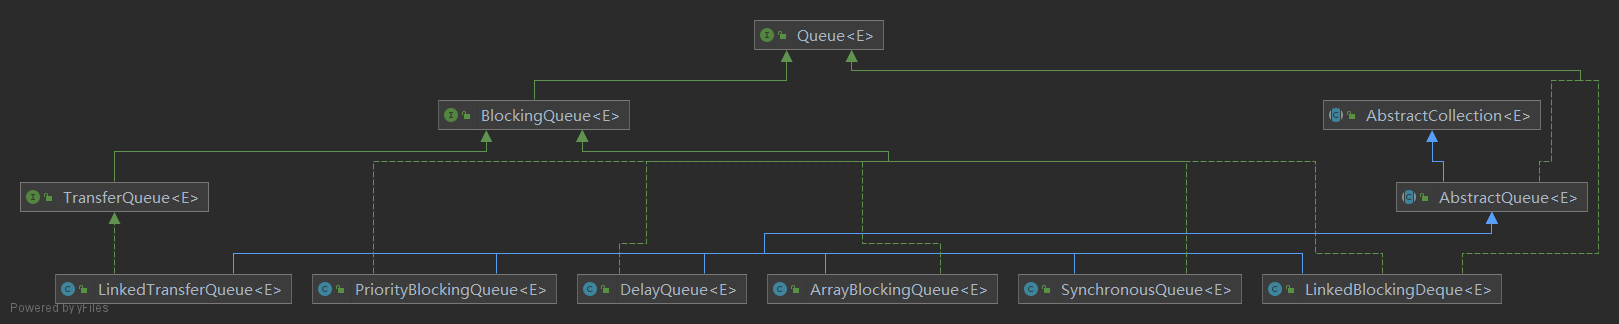 Queue<E>
BlockingQueue<E>
AbstractCollection<E>
TransferQueue<E>
AbstractQueue<E>
LinkedTransferQueue<E>
PriorityBlockingQueue<E>
DelayQueue<E>
ArrayBlockingQueue<E>
SynchronousQueue<E>
LinkedBlockingDeque<E>
Powered by yFiles